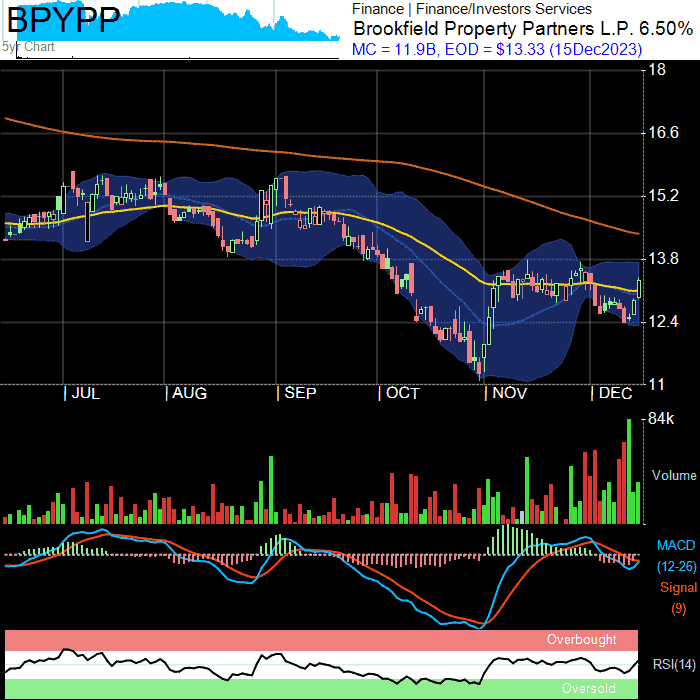 BPYPP
5yr Chart
Finance | Finance/Investors Services
Brookfield Property Partners L.P. 6.50%
MC = 11.9B, EOD = $13.33 (15Dec2023)
18
16.6
15.2
13.8
12.4
11
| JUL | AUG | SEP | OCT | NOV | DEC
84k
Volume
MACD
(12-26)
Signal
(9)
Overbought
RSI(14)
Oversold